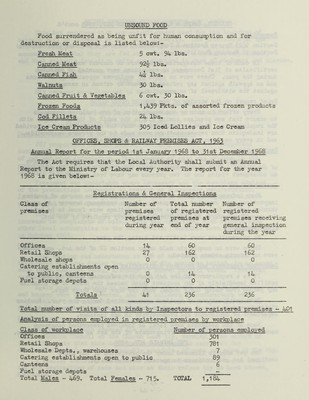 UNSOUND FOOD
Food surrendered as being unfit for human consumption and for
destruction or disposal is listed below:-
Fresh Meat 5 cwt. 94 lbs.
Canned Meat 92½ lbs.
Canned Fish 4½ lbs.
Walnuts 30 lbs.
Canned Fruit & Vegetables 6 cwt. 30 lbs.
Frozen Foods 1,439 Pkts. of assorted frozen products
Cod Fillets 24 lbs.
Ice Cream Products 305 Iced Lollies and Ice Cream
OFFICES, SHOPS & RAILWAY PREMISES ACT, 1963
Annual Report for the period 1st January 1968 to 31st December 1968
The Act requires that the Local Authority shall submit an Annual
Report to the Ministry of Labour every year. The report for the year
1968 is given below:-
Registrations & General Inspections
Class of Number of Total number Number of
premises premises of registered registered
registered premises at premises receiving
during year end of year general inspection
during the year
Offices 14 60 60
Retail Shops 27 162 162
Wholesale shops 0 0 0
Catering establishments open
to public, canteens 0 14 14
Fuel storage depots 0 0 0
Totals 41 236 236
Total number of visits of all kinds by Inspectors to registered premises - 401
Analysis of persons employed in registered premises by workplace
Class of workplace Number of persons employed
Offices 301
Retail Shops 781
Wholesale Depts., warehouses 7
Catering establishments open to public 89
Canteens 6
Fuel storage depots -
Total Males - 469. Total Females - 715. TOTAL 1,184